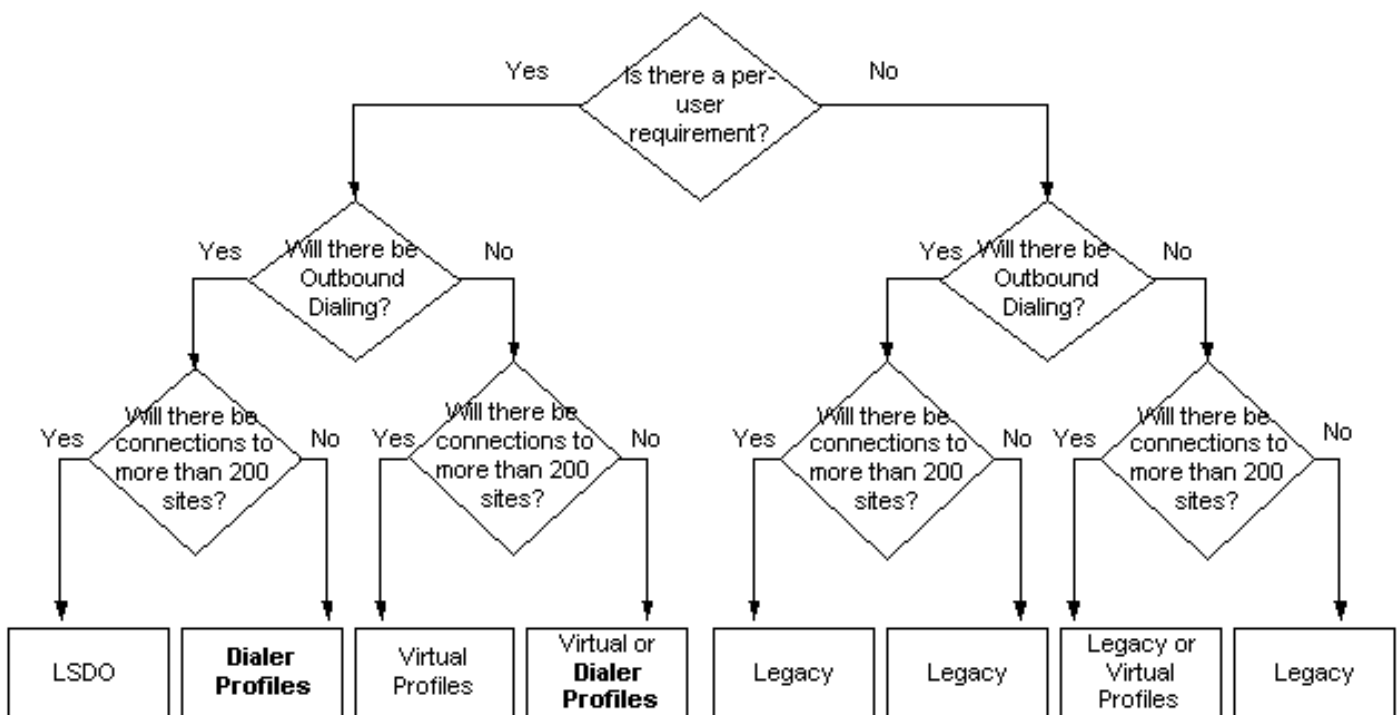 Yes
Is there a per-
user
requirement?
No
Yes
Will there be
Outbound
Dialing?
No
Yes
Will there be
Outbound
Dialing?
No
Yes
Will there be
connections to
more than 200
sites?
No
Yes
Will there be
connections to
more than 200
sites?
No
Yes
Will there be
connections to
more than 200
sites?
No
Yes
Will there be
connections to
more than 200
sites?
No
LSDO
Dialer
Profiles
Virtual
Profiles
Virtual or
Dialer
Profiles
Legacy
Legacy
Legacy or
Virtual
Profiles
Legacy